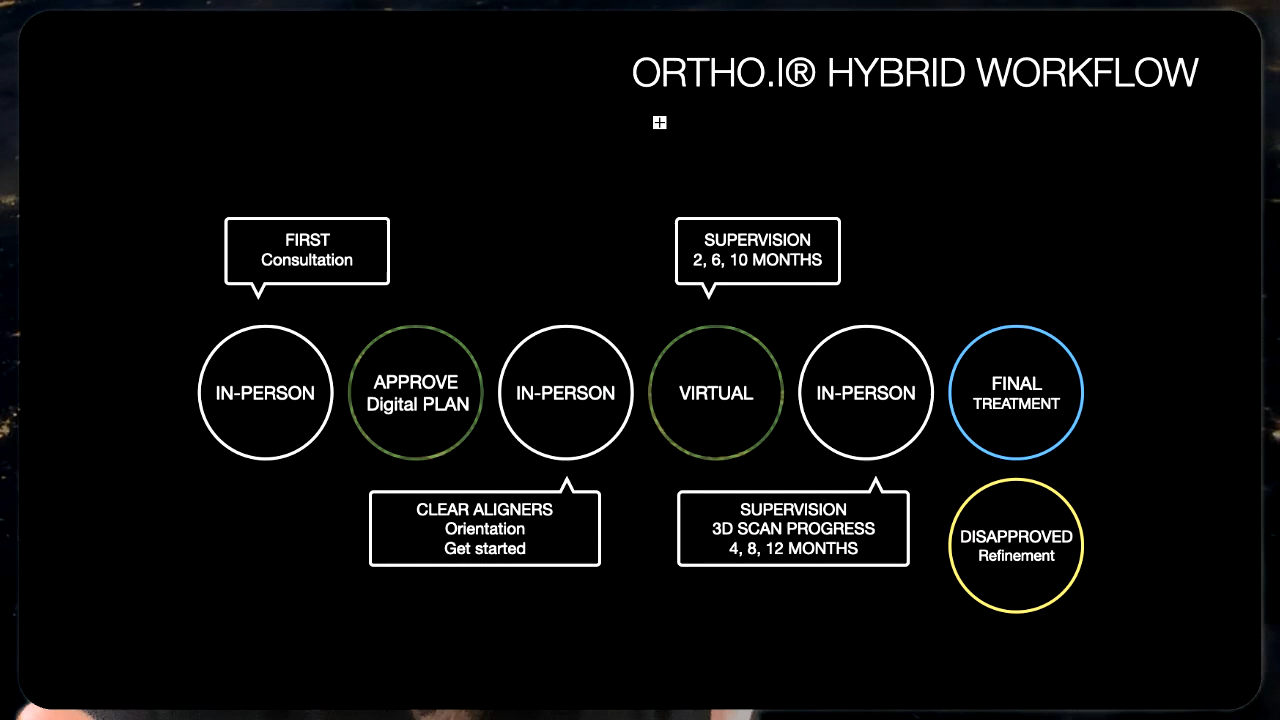 ORTHO.I® HYBRID WORKFLOW
FIRST
Consultation
SUPERVISION
2, 6, 10 MONTHS
IN-PERSON
APPROVE
Digital PLAN
IN-PERSON
VIRTUAL
IN-PERSON
FINAL
TREATMENT
CLEAR ALIGNERS
Orientation
Get started
SUPERVISION
3D SCAN PROGRESS
4, 8, 12 MONTHS
DISAPPROVED
Refinement